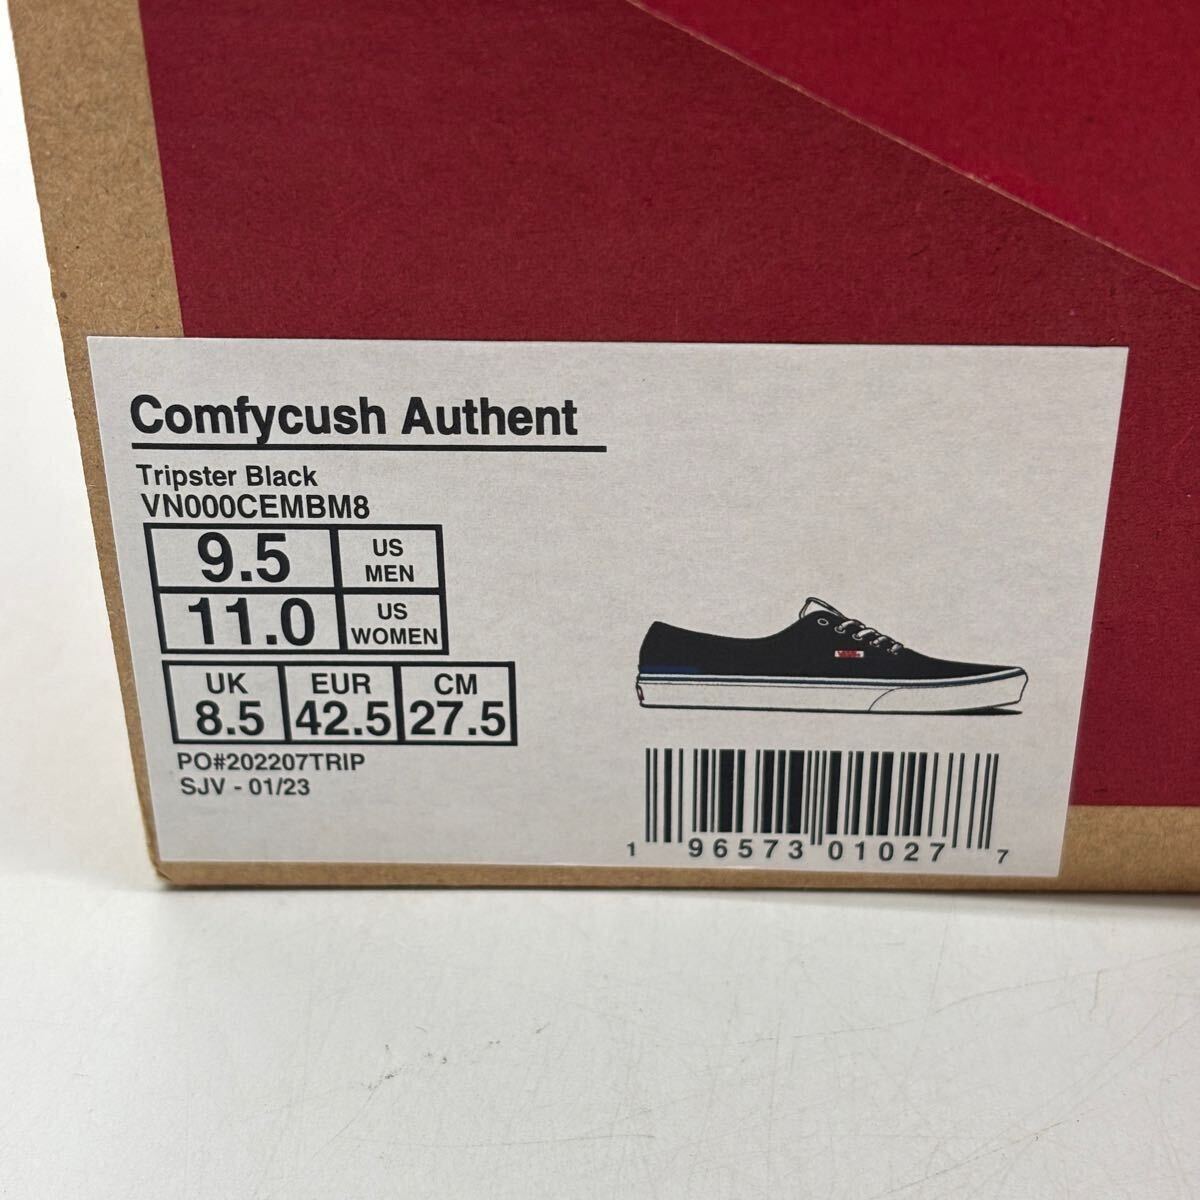 Comfycush Authent
Tripster Black
VN000CEMBM8
9.5 US MEN
11.0 US WOMEN
UK EUR CM
8.5 42.5 27.5
PO#202207TRIP
SJV - 01/23
1 96573 01027 7